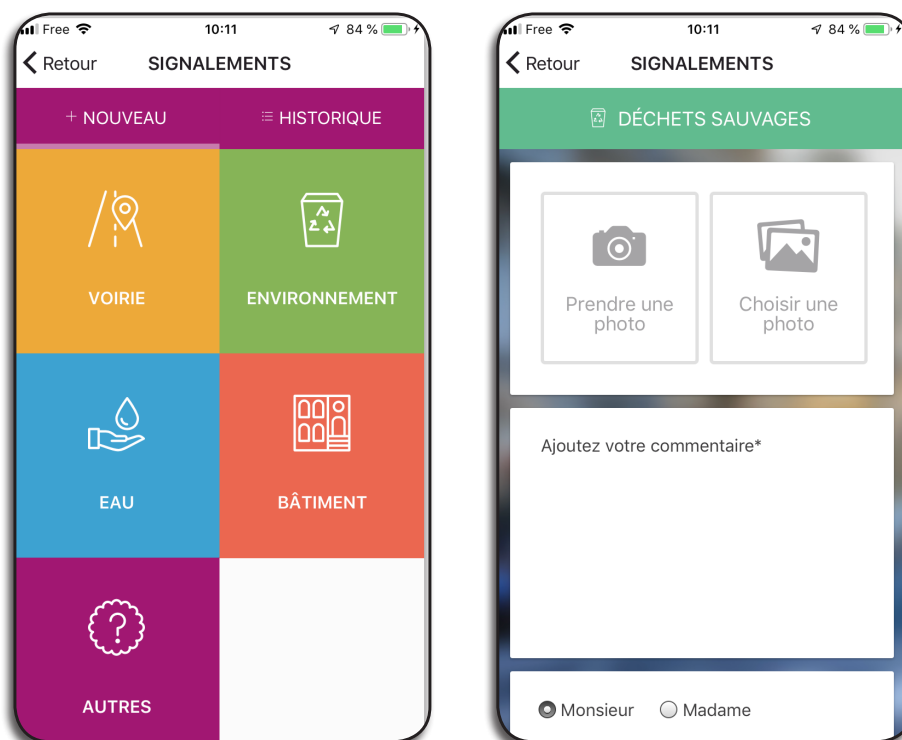 Free 10:11 84 %
Retour SIGNALEMENTS
+ NOUVEAU HISTORIQUE
VOIRIE ENVIRONNEMENT
EAU BÂTIMENT
AUTRES
Free 10:11 84 %
Retour SIGNALEMENTS
DÉCHETS SAUVAGES
Prendre une
photo
Choisir une
photo
Ajoutez votre commentaire*
Monsieur Madame